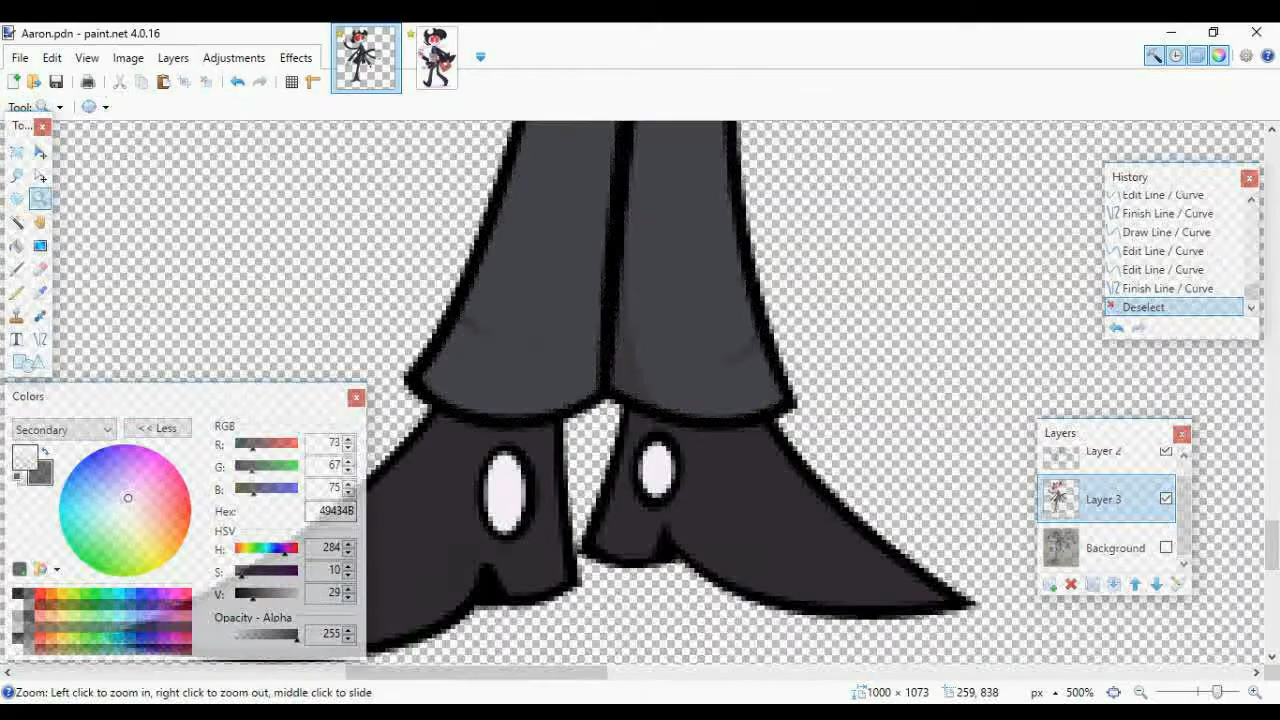 Aaron.pdn - paint.net 4.0.16
File Edit View Image Layers Adjustments Effects
Tool:
To...
History
Edit Line / Curve
Finish Line / Curve
Draw Line / Curve
Edit Line / Curve
Edit Line / Curve
Finish Line / Curve
Deselect
Colors
Secondary
<< Less
RGB
R: 73
G: 67
B: 75
Hex: 49434B
HSV
H: 284
S: 10
V: 29
Opacity - Alpha
255
Layers
Layer 2
Layer 3
Background
Zoom: Left click to zoom in, right click to zoom out, middle click to slide
1000 × 1073
259, 838
px
500%